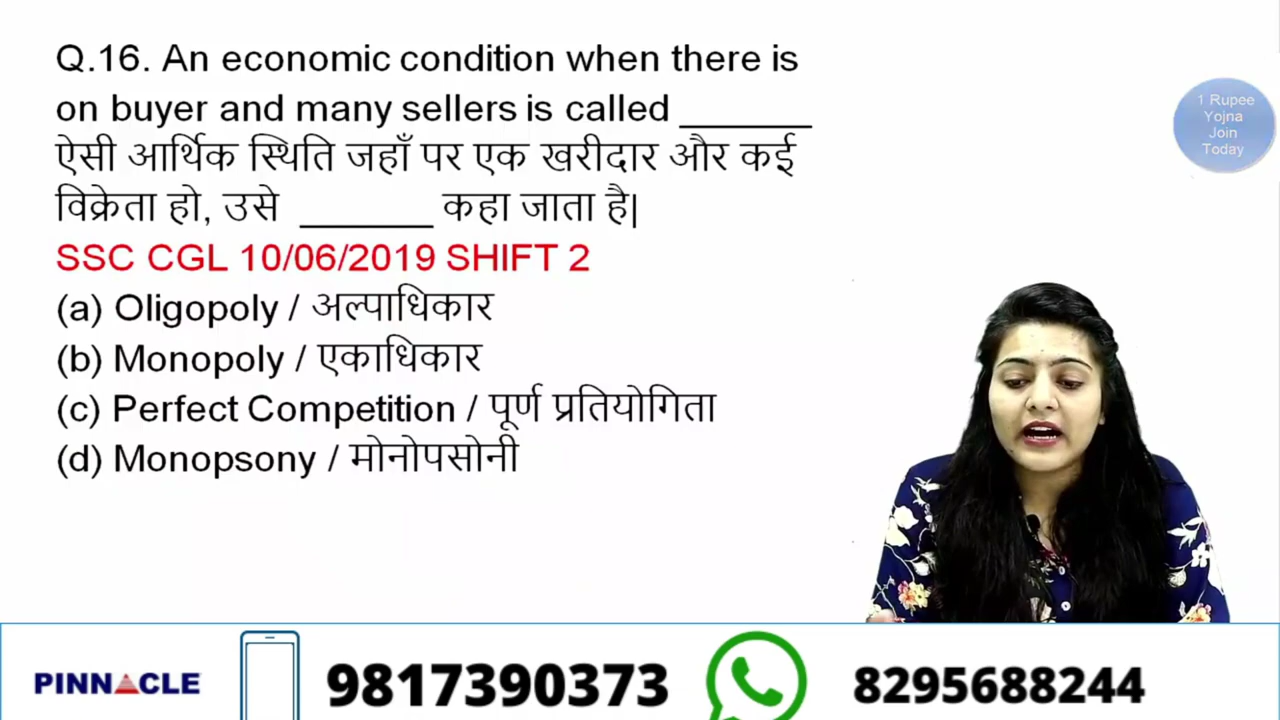 Q.16. An economic condition when there is
on buyer and many sellers is called ______
ऐसी आर्थिक स्थिति जहाँ पर एक खरीदार और कई
विक्रेता हो, उसे ______ कहा जाता है|
SSC CGL 10/06/2019 SHIFT 2
(a) Oligopoly / अल्पाधिकार
(b) Monopoly / एकाधिकार
(c) Perfect Competition / पूर्ण प्रतियोगिता
(d) Monopsony / मोनोपसोनी
1 Rupee
Yojna
Join
Today
PINNACLE
9817390373
8295688244